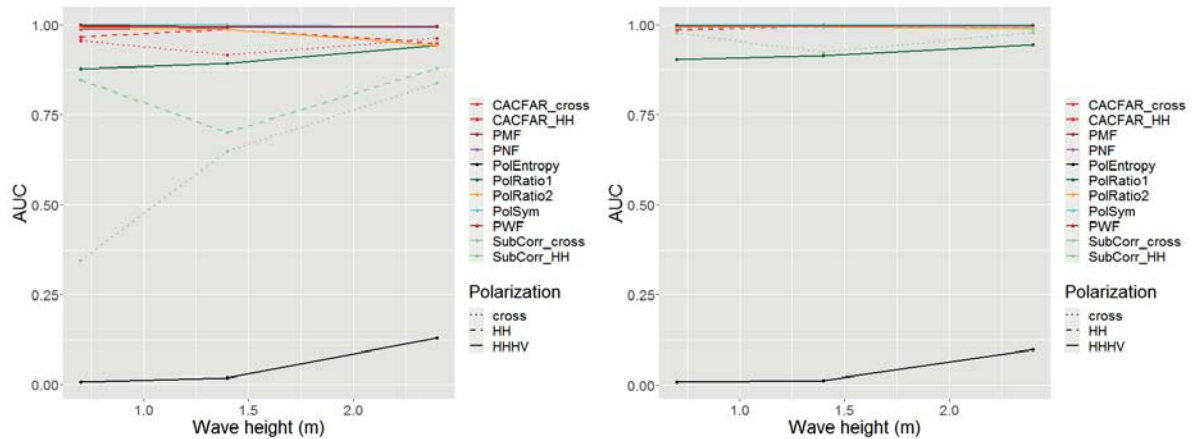 1.00
0.75
0.50
0.25
0.00
AUC
1.0
1.5
2.0
Wave height (m)
CACFAR_cross
CACFAR_HH
PMF
PNF
PolEntropy
PolRatio1
PolRatio2
PolSym
PWF
SubCorr_cross
SubCorr_HH
Polarization
cross
HH
HHHV
1.00
0.75
0.50
0.25
0.00
AUC
1.0
1.5
2.0
Wave height (m)
CACFAR_cross
CACFAR_HH
PMF
PNF
PolEntropy
PolRatio1
PolRatio2
PolSym
PWF
SubCorr_cross
SubCorr_HH
Polarization
cross
HH
HHHV